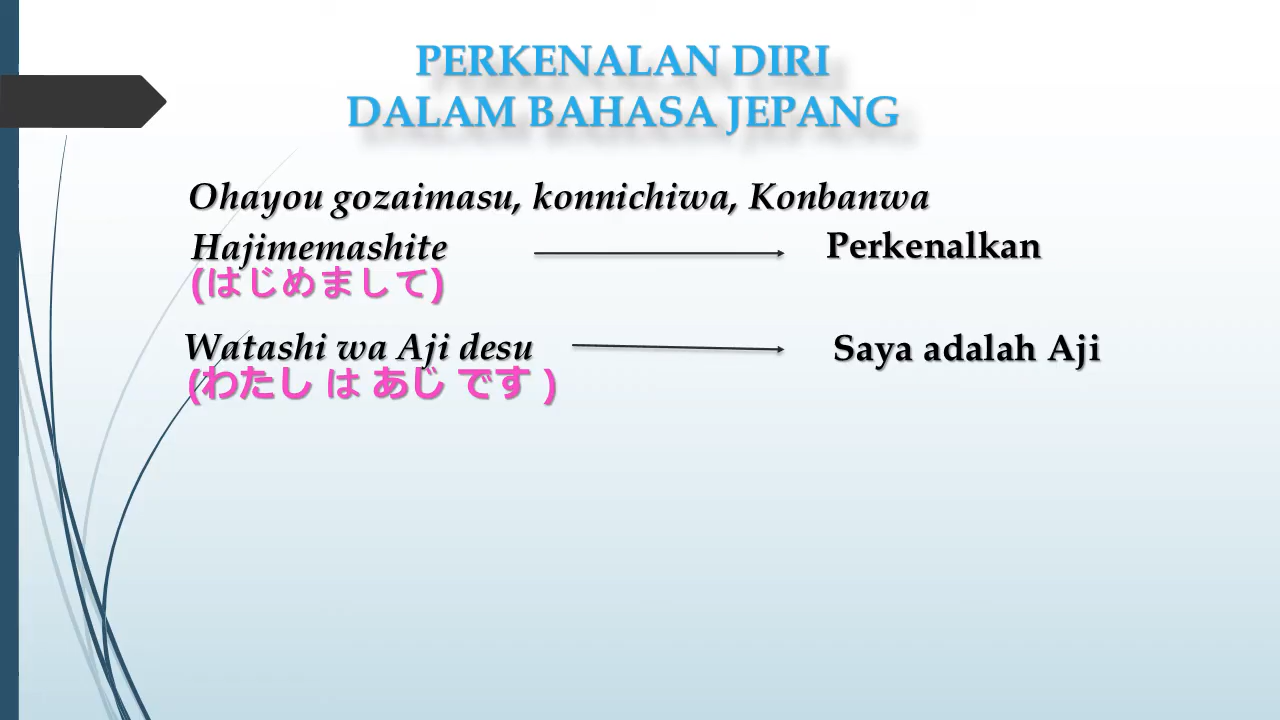 PERKENALAN DIRI
DALAM BAHASA JEPANG
Ohayou gozaimasu, konnichiwa, Konbanwa
Hajimemashite Perkenalkan
(はじめまして)
Watashi wa Aji desu Saya adalah Aji
(わたし は あじ です )